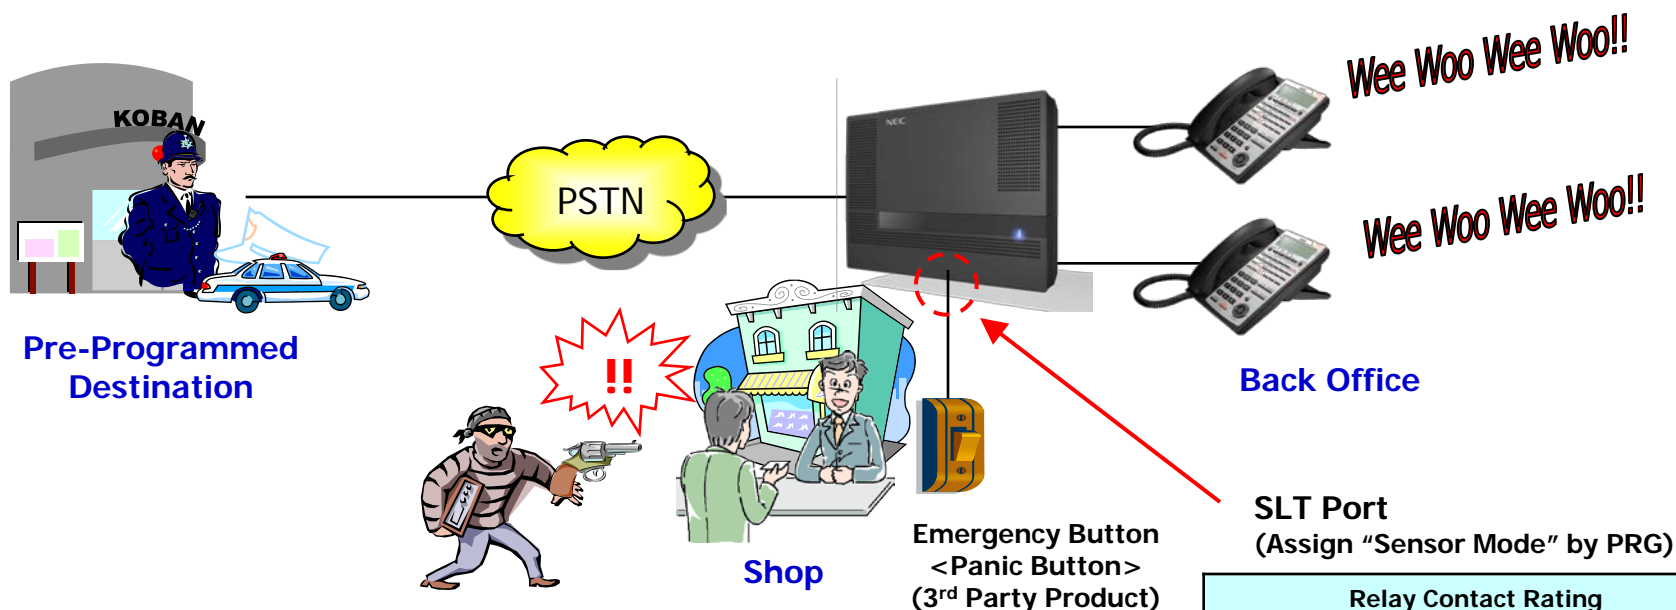 Wee Woo Wee Woo!!
KOBAN
NEC
PSTN
Wee Woo Wee Woo!!
!!
Pre-Programmed
Destination
Back Office
SLT Port
(Assign “Sensor Mode” by PRG)
Emergency Button
<Panic Button>
(3rd Party Product)
Shop
Relay Contact Rating